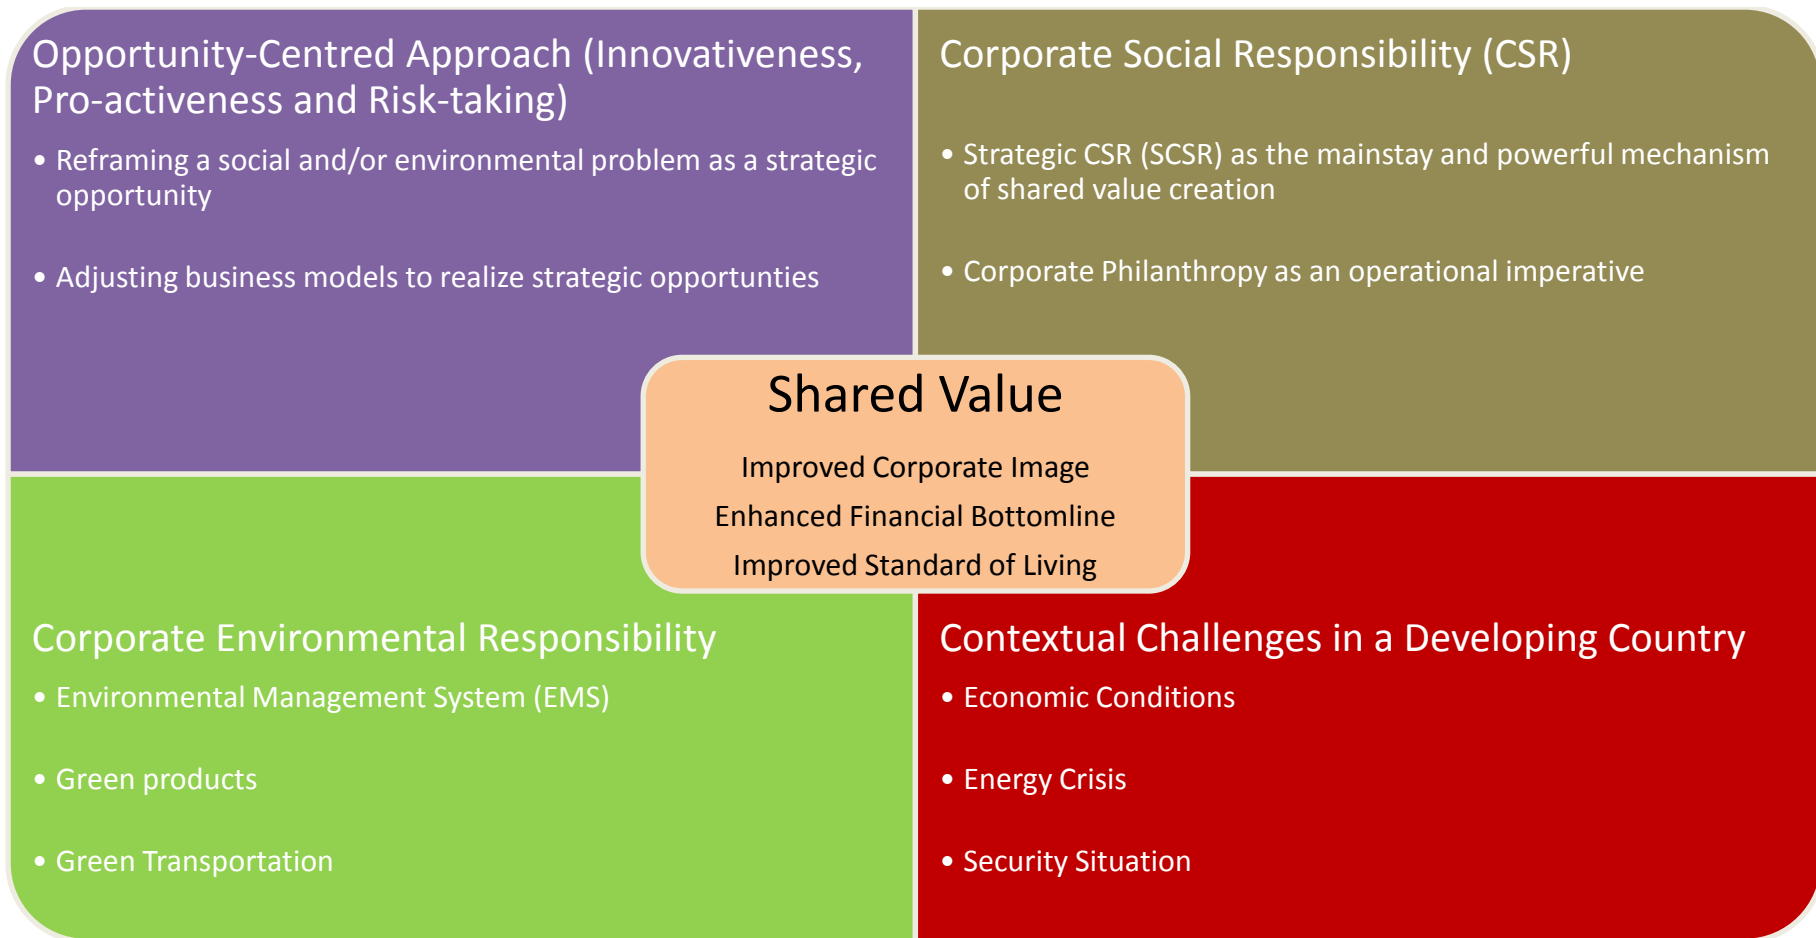 Opportunity-Centred Approach (Innovativeness,
Pro-activeness and Risk-taking)
• Reframing a social and/or environmental problem as a strategic
opportunity
• Adjusting business models to realize strategic opportunties
Corporate Social Responsibility (CSR)
• Strategic CSR (SCSR) as the mainstay and powerful mechanism
of shared value creation
• Corporate Philanthropy as an operational imperative
Shared Value
Improved Corporate Image
Enhanced Financial Bottomline
Improved Standard of Living
Corporate Environmental Responsibility
• Environmental Management System (EMS)
• Green products
• Green Transportation
Contextual Challenges in a Developing Country
• Economic Conditions
• Energy Crisis
• Security Situation